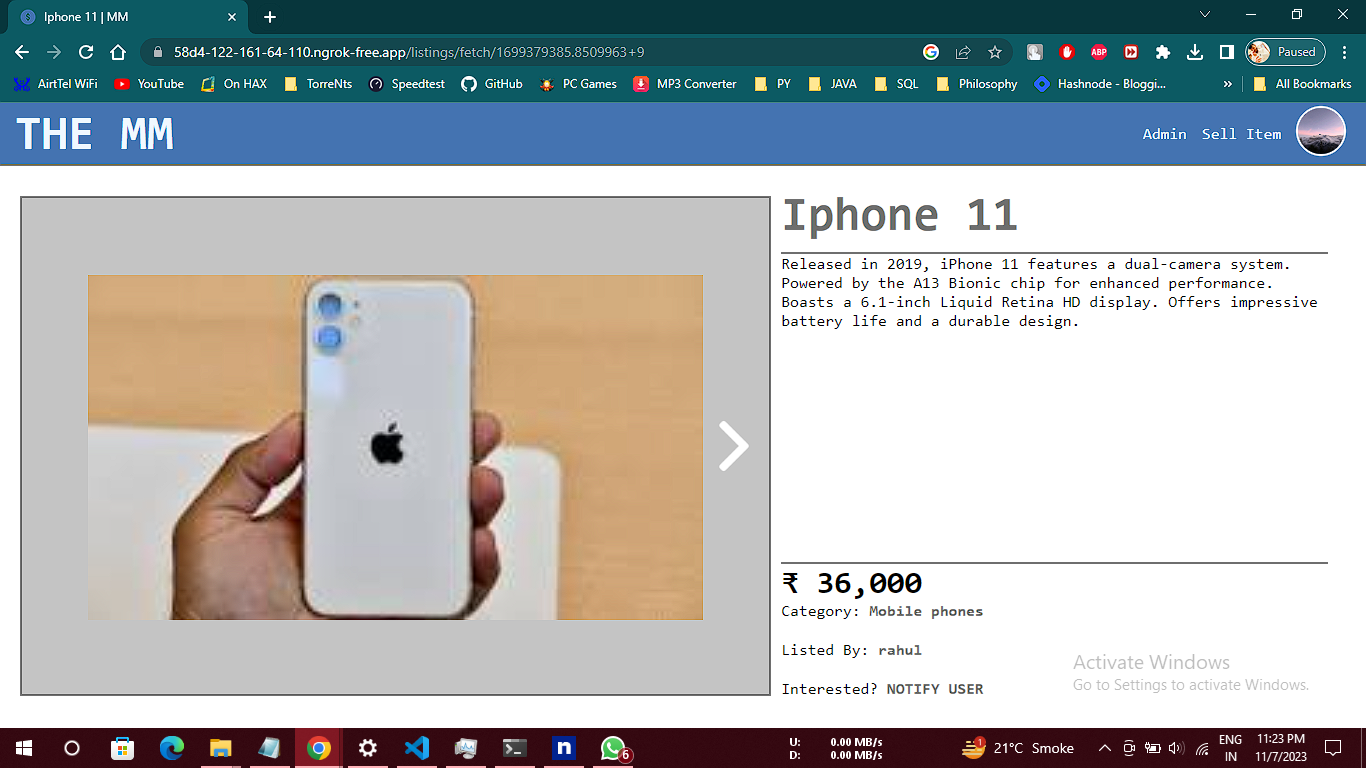 Iphone 11 | MM
58d4-122-161-64-110.ngrok-free.app/listings/fetch/1699379385.8509963+9
ABP
Paused
AirtTel WiFi
YouTube
On HAX
TorreNts
Speedtest
GitHub
PC Games
MP3 Converter
PY
JAVA
SQL
Philosophy
Hashnode - Bloggi...
»
All Bookmarks
THE MM
Admin
Sell Item
Iphone 11
Released in 2019, iPhone 11 features a dual-camera system.
Powered by the A13 Bionic chip for enhanced performance.
Boasts a 6.1-inch Liquid Retina HD display. Offers impressive
battery life and a durable design.
₹ 36,000
Category: Mobile phones
Listed By: rahul
Interested? NOTIFY USER
Activate Windows
Go to Settings to activate Windows.
n
6
U: 0.00 MB/s
D: 0.00 MB/s
1
21°C Smoke
ENG
IN
11:23 PM
11/7/2023